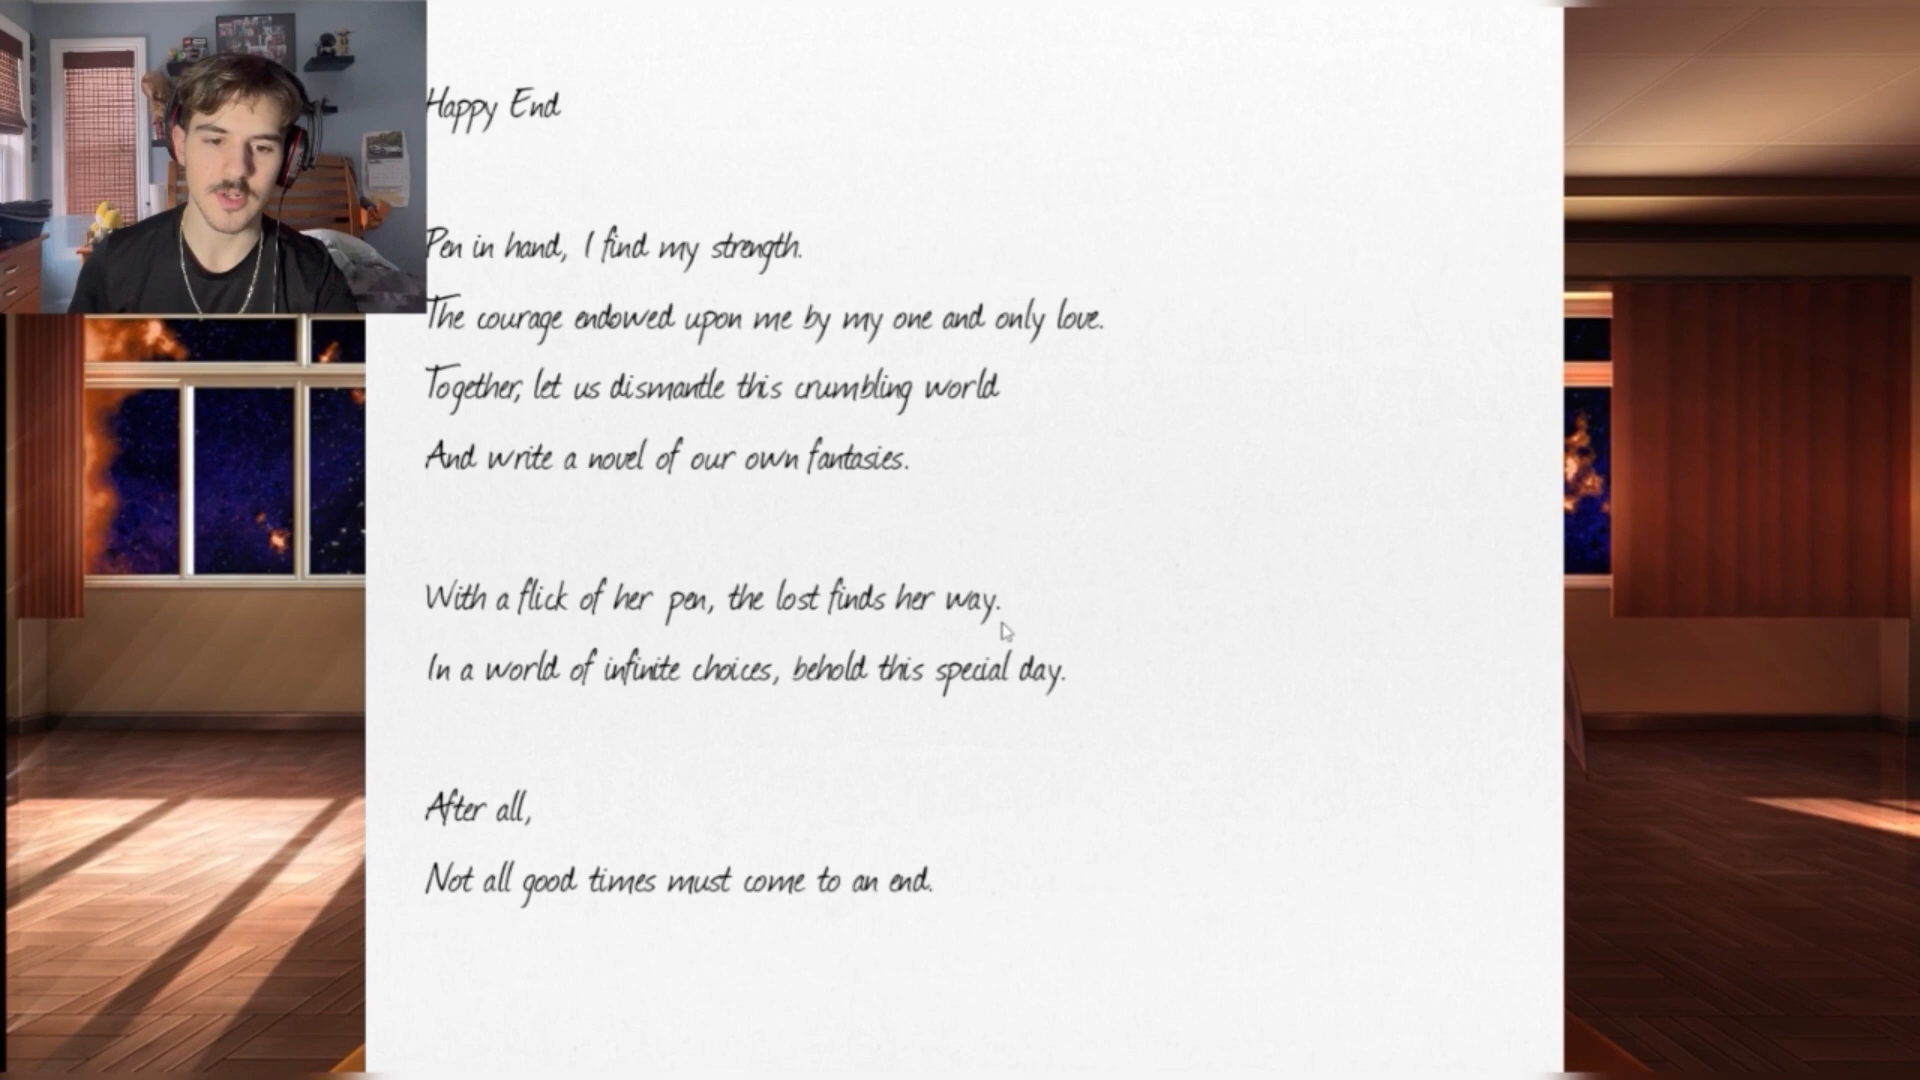 Happy End
Pen in hand, I find my strength.
The courage endowed upon me by my one and only love.
Together, let us dismantle this crumbling world
And write a novel of our own fantasies.
With a flick of her pen, the lost finds her way.
In a world of infinite choices, behold this special day.
After all,
Not all good times must come to an end.